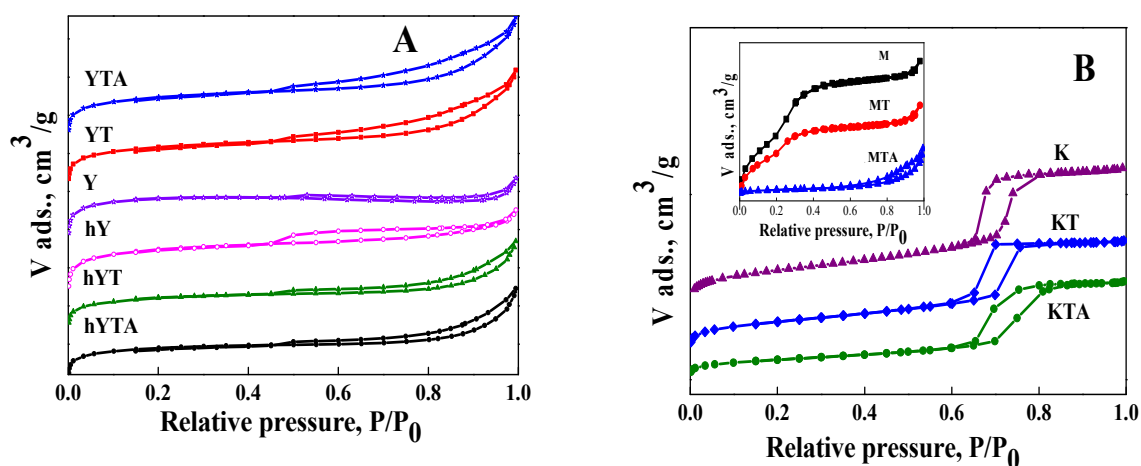 A
YTA
YT
Y
hY
hYT
hYTA
V ads., cm³/g
0.0 0.2 0.4 0.6 0.8 1.0
Relative pressure, P/P₀
B
M
MT
MTA
V ads., cm³/g
0.0 0.2 0.4 0.6 0.8 1.0
Relative pressure, P/P₀
K
KT
KTA
V ads., cm³/g
0.0 0.2 0.4 0.6 0.8 1.0
Relative pressure, P/P₀